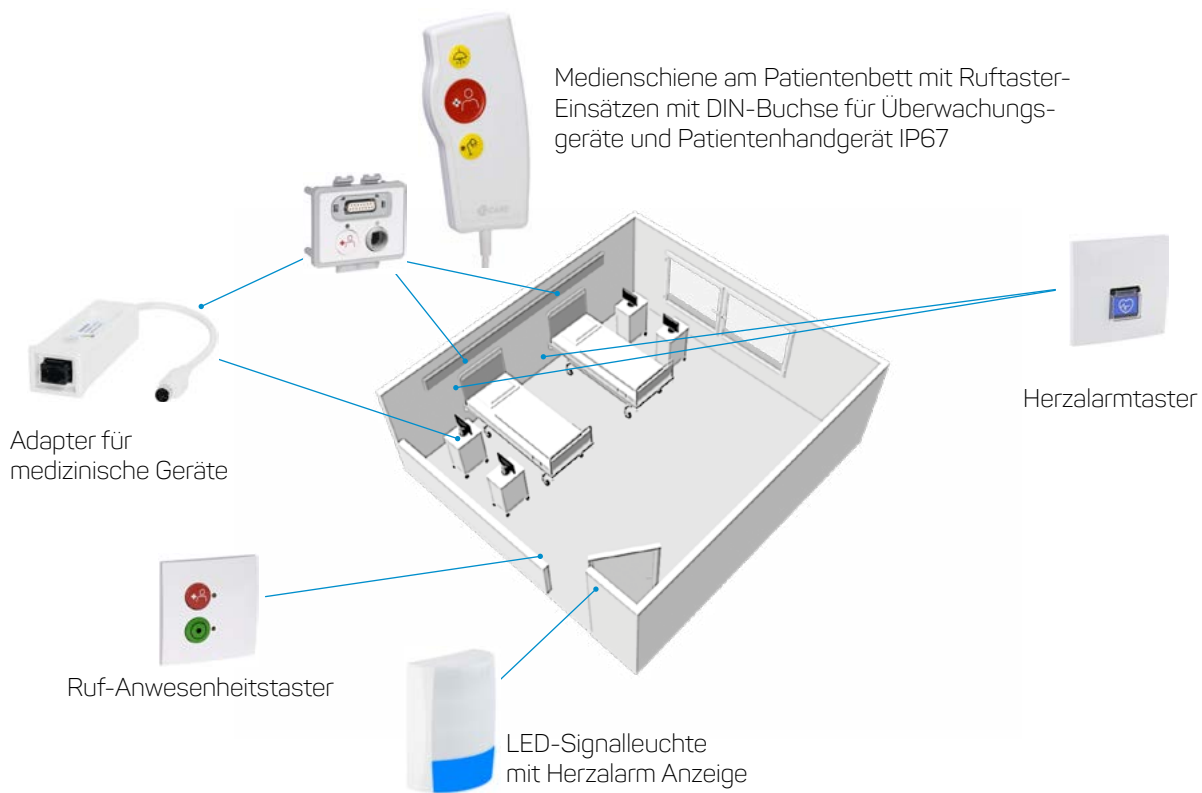 Medienschiene am Patientenbett mit Ruftaster-
Einsätzen mit DIN-Buchse für Überwachungs-
geräte und Patientenhandgerät IP67
Herzalarmtaster
Adapter für
medizinische Geräte
Ruf-Anwesenheitstaster
LED-Signalleuchte
mit Herzalarm Anzeige